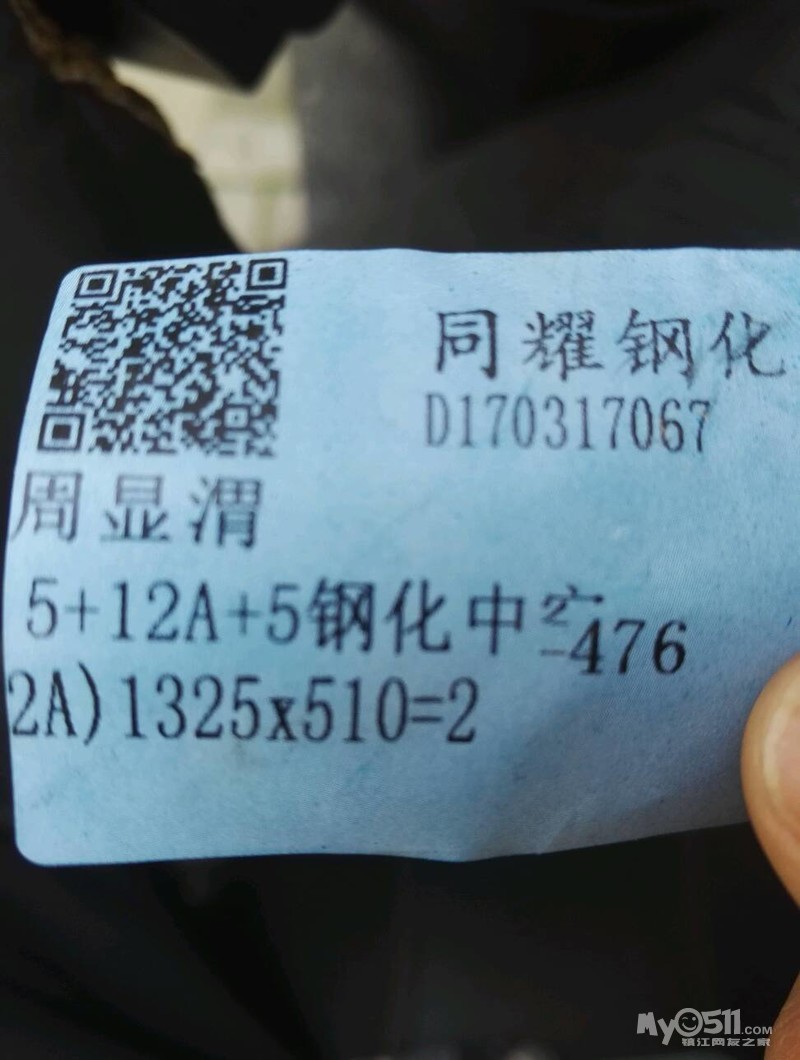 同耀钢化
D170317067
周显渭
5+12A+5钢化中空
-476
2A)1325x510=2
My0511.COM
镇江网友之家